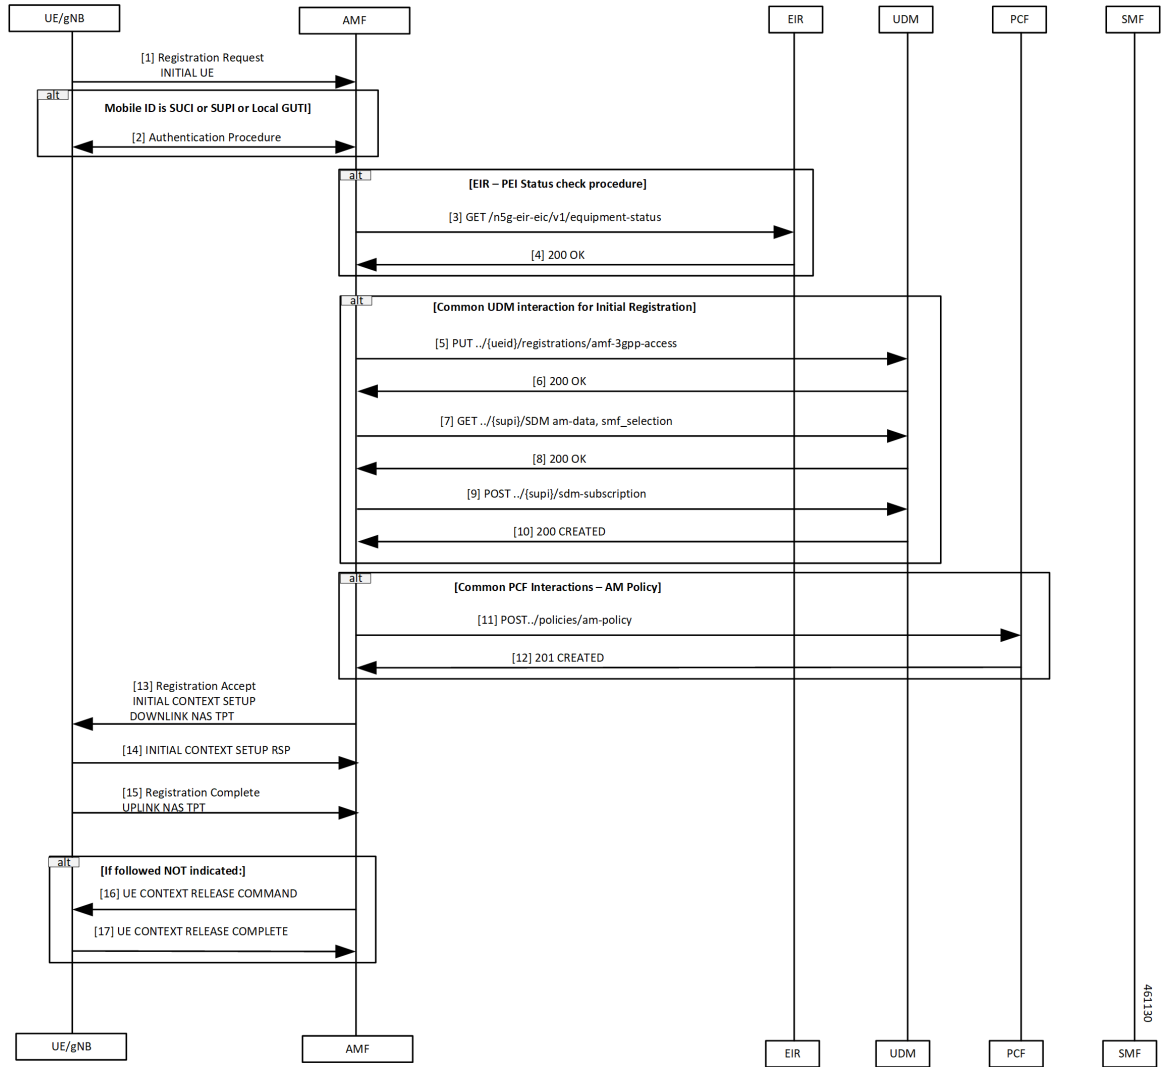 UE/gNB
AMF
EIR
UDM
PCF
SMF
[1] Registration Request
INITIAL UE
alt
Mobile ID is SUCI or SUPI or Local GUTI]
[2] Authentication Procedure
alt
[EIR – PEI Status check procedure]
[3] GET /n5g-eir-eic/v1/equipment-status
[4] 200 OK
alt
[Common UDM interaction for Initial Registration]
[5] PUT ../{ueid}/registrations/amf-3gpp-access
[6] 200 OK
[7] GET ../{supi}/SDM am-data, smf_selection
[8] 200 OK
[9] POST ../{supi}/sdm-subscription
[10] 200 CREATED
alt
[Common PCF Interactions – AM Policy]
[11] POST../policies/am-policy
[12] 201 CREATED
[13] Registration Accept
INITIAL CONTEXT SETUP
DOWNLINK NAS TPT
[14] INITIAL CONTEXT SETUP RSP
[15] Registration Complete
UPLINK NAS TPT
alt
[If followed NOT indicated:]
[16] UE CONTEXT RELEASE COMMAND
[17] UE CONTEXT RELEASE COMPLETE
461130
UE/gNB
AMF
EIR
UDM
PCF
SMF